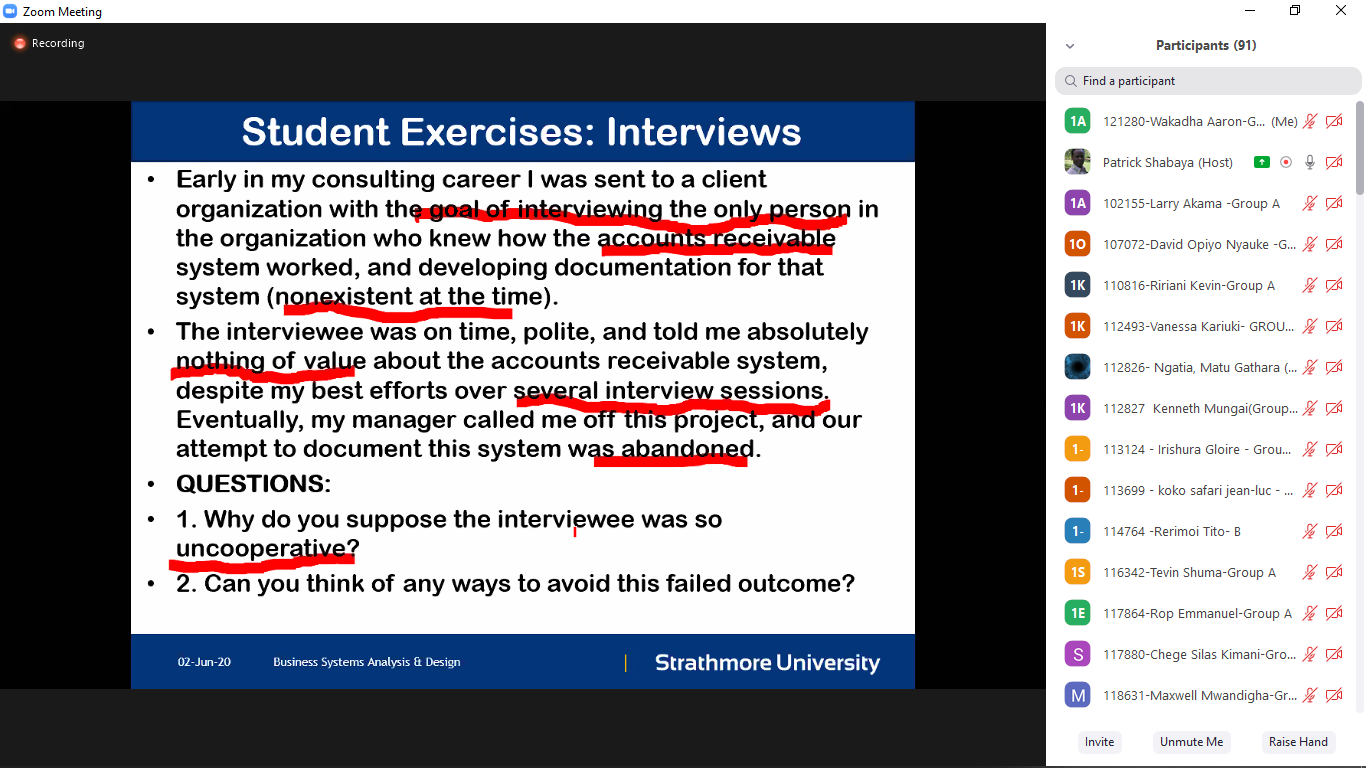 Zoom Meeting
Recording
Student Exercises: Interviews
• Early in my consulting career I was sent to a client
organization with the goal of interviewing the only person in
the organization who knew how the accounts receivable
system worked, and developing documentation for that
system (nonexistent at the time).
• The interviewee was on time, polite, and told me absolutely
nothing of value about the accounts receivable system,
despite my best efforts over several interview sessions.
Eventually, my manager called me off this project, and our
attempt to document this system was abandoned.
• QUESTIONS:
• 1. Why do you suppose the interviewee was so
uncooperative?
• 2. Can you think of any ways to avoid this failed outcome?
02-Jun-20 Business Systems Analysis & Design | Strathmore University
Participants (91)
Find a participant
1A 121280-Wakadha Aaron-G... (Me)
Patrick Shabaya (Host)
1A 102155-Larry Akama -Group A
1O 107072-David Opiyo Nyauke -G...
1K 110816-Ririani Kevin-Group A
1K 112493-Vanessa Kariuki- GROU...
112826- Ngatia, Matu Gathara (...
1K 112827 Kenneth Mungai(Group...
1- 113124 - Irishura Gloire - Grou...
1- 113699 - koko safari jean-luc - ...
1- 114764 -Rerimoi Tito- B
1S 116342-Tevin Shuma-Group A
1E 117864-Rop Emmanuel-Group A
S 117880-Chege Silas Kimani-Gro...
M 118631-Maxwell Mwandigha-Gr...
Invite Unmute Me Raise Hand